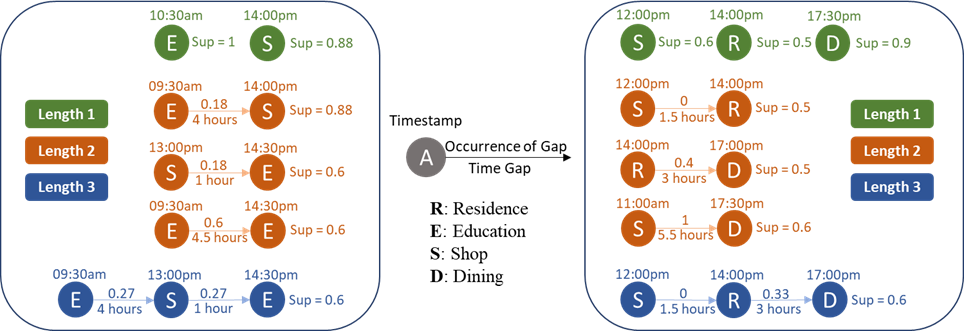 10:30am 14:00pm
E Sup = 1 S Sup = 0.88
09:30am 14:00pm
E 0.18 4 hours S Sup = 0.88
13:00pm 14:30pm
S 0.18 1 hour E Sup = 0.6
09:30am 14:30pm
E 0.6 4.5 hours E Sup = 0.6
09:30am 13:00pm 14:30pm
E 0.27 4 hours S 0.27 1 hour E Sup = 0.6
Length 1
Length 2
Length 3
Timestamp
A Occurrence of Gap
Time Gap
R: Residence
E: Education
S: Shop
D: Dining
12:00pm 14:00pm 17:30pm
S Sup = 0.6 R Sup = 0.5 D Sup = 0.9
12:00pm 14:00pm
S 0 1.5 hours R Sup = 0.5
14:00pm 17:00pm
R 0.4 3 hours D Sup = 0.5
11:00am 17:30pm
S 1 5.5 hours D Sup = 0.6
12:00pm 14:00pm 17:00pm
S 0 1.5 hours R 0.33 3 hours D Sup = 0.6
Length 1
Length 2
Length 3